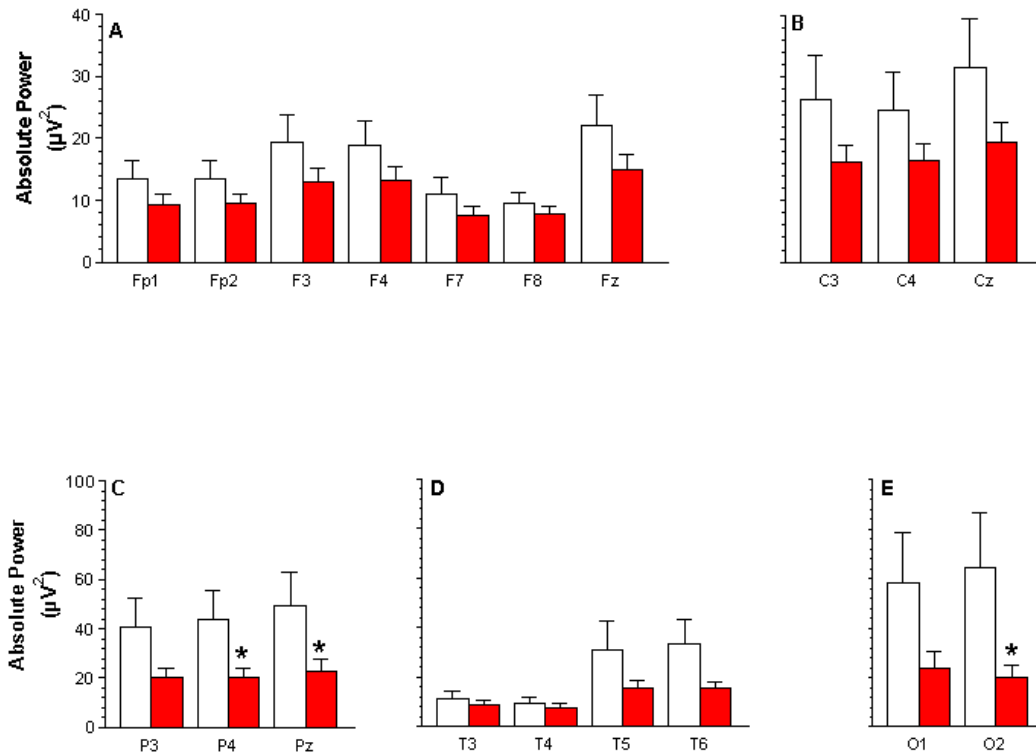 A
B
40
30
20
10
0
Absolute Power
(µV²)
Fp1 Fp2 F3 F4 F7 F8 Fz
C3 C4 Cz
C
D
E
100
80
60
40
20
0
Absolute Power
(µV²)
*
*
*
P3 P4 Pz
T3 T4 T5 T6
O1 O2